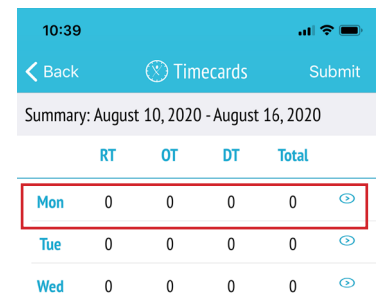 10:39
Back Timecards Submit
Summary: August 10, 2020 - August 16, 2020
RT OT DT Total
Mon 0 0 0 0
Tue 0 0 0 0
Wed 0 0 0 0